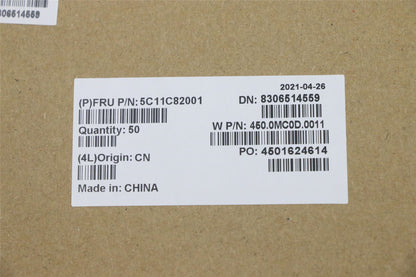 8306514559
2021-04-26
(P)FRU P/N: 5C11C82001
DN: 8306514559
Quantity: 50
W P/N: 450.0MC0D.0011
(4L)Origin: CN
PO: 4501624614
Made in: CHINA